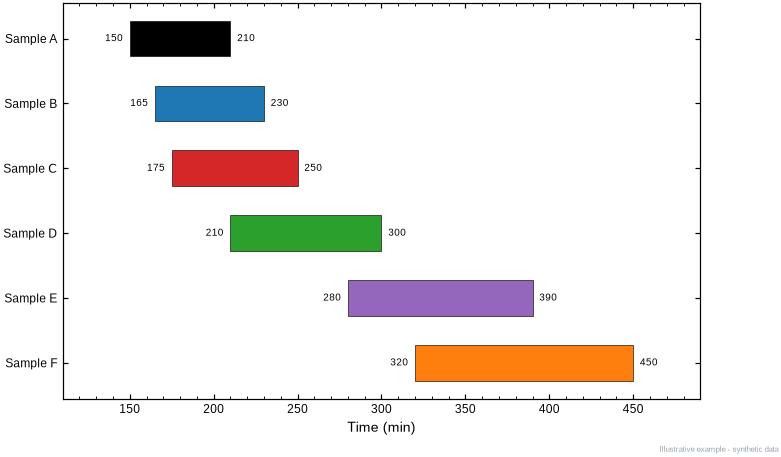 Sample A 150 210
Sample B 165 230
Sample C 175 250
Sample D 210 300
Sample E 280 390
Sample F 320 450
150 200 250 300 350 400 450
Time (min)
Illustrative example - synthetic data